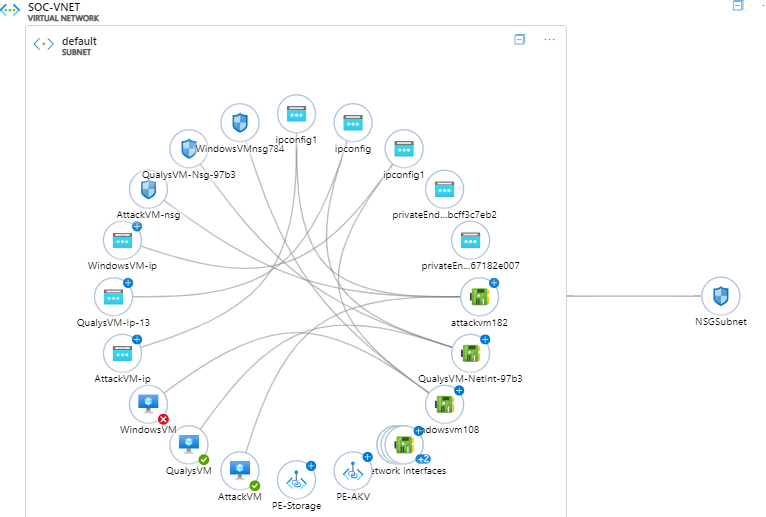 SOC-VNET
VIRTUAL NETWORK
default
SUBNET
ipconfig1
WindowsVMnsg784
ipconfig
QualysVM-Nsg-97b3
ipconfig1
AttackVM-nsg
privateEnd...bcff3c7eb2
WindowsVM-ip
privateEn...67182e007
QualysVM-Ip-13
attackvm182
NSGSubnet
AttackVM-ip
QualysVM-NetInt-97b3
WindowsVM
ndowsvm108
QualysVM
+2
etwork Interfaces
AttackVM
PE-Storage
PE-AKV